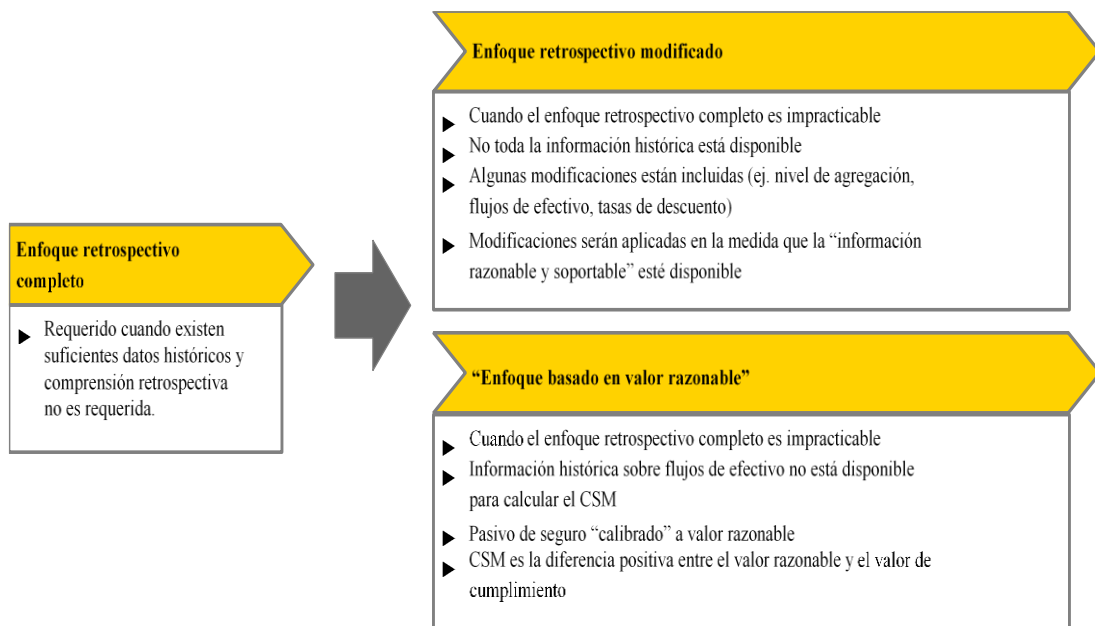 Enfoque retrospectivo
completo
► Requerido cuando existen
suficientes datos históricos y
comprensión retrospectiva
no es requerida.
Enfoque retrospectivo modificado
► Cuando el enfoque retrospectivo completo es impracticable
► No toda la información histórica está disponible
► Algunas modificaciones están incluidas (ej. nivel de agregación,
flujos de efectivo, tasas de descuento)
► Modificaciones serán aplicadas en la medida que la “información
razonable y soportable” esté disponible
“Enfoque basado en valor razonable”
► Cuando el enfoque retrospectivo completo es impracticable
► Información histórica sobre flujos de efectivo no está disponible
para calcular el CSM
► Pasivo de seguro “calibrado” a valor razonable
► CSM es la diferencia positiva entre el valor razonable y el valor de
cumplimiento